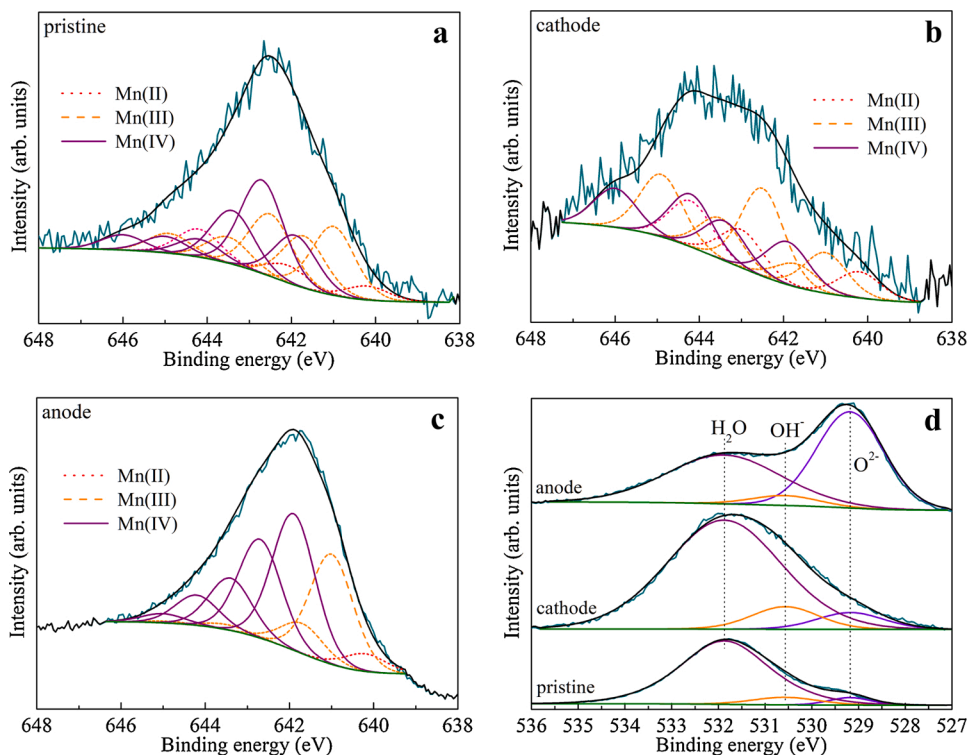 pristine
a
Mn(II)
Mn(III)
Mn(IV)
Intensity (arb. units)
648 646 644 642 640 638
Binding energy (eV)
cathode
b
Mn(II)
Mn(III)
Mn(IV)
Intensity (arb. units)
648 646 644 642 640 638
Binding energy (eV)
anode
c
Mn(II)
Mn(III)
Mn(IV)
Intensity (arb. units)
648 646 644 642 640 638
Binding energy (eV)
d
H₂O OH⁻
O²⁻
anode
cathode
pristine
Intensity (arb. units)
536 535 534 533 532 531 530 529 528 527
Binding energy (eV)